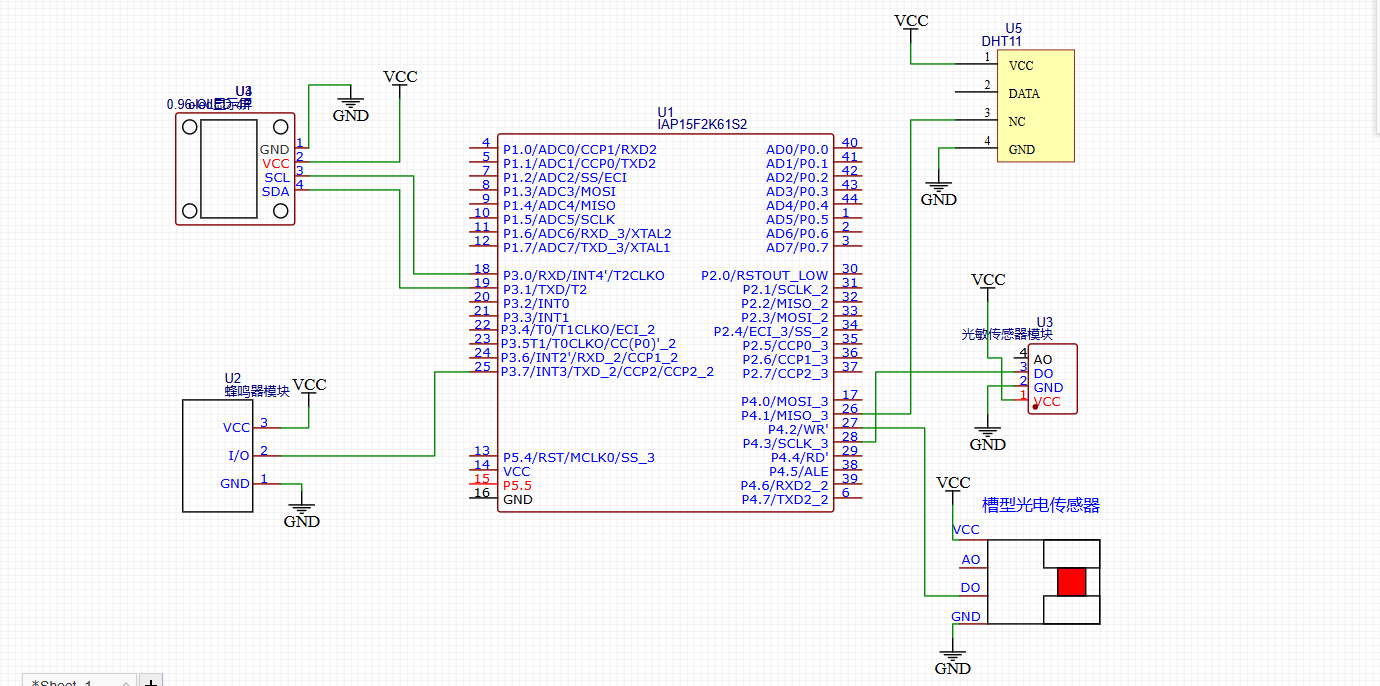 VCC
U5
DHT11
1 VCC
2 DATA
3 NC
4 GND
GND
VCC
GND
GND 1
VCC 2
SCL 3
SDA 4
U1
IAP15F2K61S2
4 P1.0/ADC0/CCP1/RXD2
5 P1.1/ADC1/CCP0/TXD2
7 P1.2/ADC2/SS/ECI
8 P1.3/ADC3/MOSI
9 P1.4/ADC4/MISO
10 P1.5/ADC5/SCLK
11 P1.6/ADC6/RXD_3/XTAL2
12 P1.7/ADC7/TXD_3/XTAL1
18 P3.0/RXD/INT4'/T2CLKO
19 P3.1/TXD/T2
20 P3.2/INT0
21 P3.3/INT1
22 P3.4/T0/T1CLKO/ECI_2
23 P3.5T1/T0CLKO/CC(P0)'_2
24 P3.6/INT2'/RXD_2/CCP1_2
25 P3.7/INT3/TXD_2/CCP2/CCP2_2
13 P5.4/RST/MCLK0/SS_3
14 VCC
15 P5.5
16 GND
AD0/P0.0 40
AD1/P0.1 41
AD2/P0.2 42
AD3/P0.3 43
AD4/P0.4 44
AD5/P0.5 1
AD6/P0.6 2
AD7/P0.7 3
P2.0/RSTOUT_LOW 30
P2.1/SCLK_2 31
P2.2/MISO_2 32
P2.3/MOSI_2 33
P2.4/ECI_3/SS_2 34
P2.5/CCP0_3 35
P2.6/CCP1_3 36
P2.7/CCP2_3 37
P4.0/MOSI_3 17
P4.1/MISO_3 26
P4.2/WR' 27
P4.3/SCLK_3 28
P4.4/RD' 29
P4.5/ALE 38
P4.6/RXD2_2 39
P4.7/TXD2_2 6
VCC
U3
光敏传感器模块
4 AO
3 DO
2 GND
1 VCC
GND
U2
蜂鸣器模块
VCC
VCC 3
I/O 2
GND 1
GND
VCC
槽型光电传感器
VCC
AO
DO
GND
GND
*Sheet_1
+